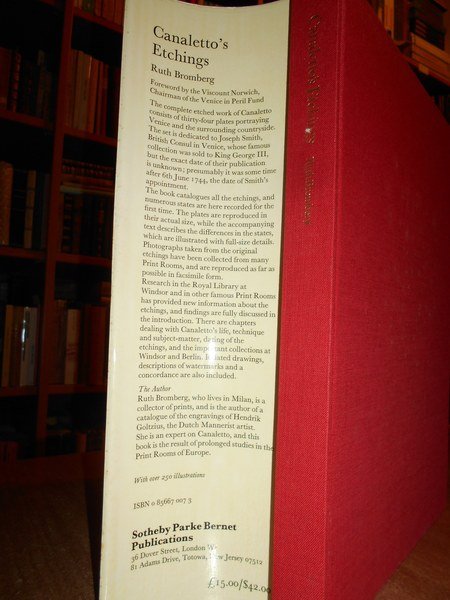 Canaletto's
Etchings
Ruth Bromberg
Foreword by the Viscount Norwich,
Chairman of the Venice in Peril Fund
The complete etched work of Canaletto
consists of thirty-four plates portraying
Venice and the surrounding countryside.
The set is dedicated to Joseph Smith,
British Consul in Venice, whose famous
collection was sold to King George III,
but the exact date of their publication
is unknown; presumably it was some time
after 6th June 1744, the date of Smith's
appointment.
The book catalogues all the etchings, and
numerous states are here recorded for the
first time. The plates are reproduced in
their actual size, while the accompanying
text describes the differences in the states,
which are illustrated with full-size details.
Photographs taken from the original
etchings have been collected from many
Print Rooms, and are reproduced as far as
possible in facsimile form.
Research in the Royal Library at
Windsor and in other famous Print Rooms
has provided new information about the
etchings, and findings are fully discussed in
the introduction. There are chapters
dealing with Canaletto's life, technique
and subject-matter, dating of the
etchings, and the important collections at
Windsor and Berlin. Related drawings,
descriptions of watermarks and a
concordance are also included.
The Author
Ruth Bromberg, who lives in Milan, is a
collector of prints, and is the author of a
catalogue of the engravings of Hendrik
Goltzius, the Dutch Mannerist artist.
She is an expert on Canaletto, and this
book is the result of prolonged studies in the
Print Rooms of Europe.
With over 250 illustrations
ISBN 0 85667 007 3
Sotheby Parke Bernet
Publications
36 Dover Street, London
81 Adams Drive, Totowa, New Jersey 07512
£15.00/$42.00
Canaletto's Etchings